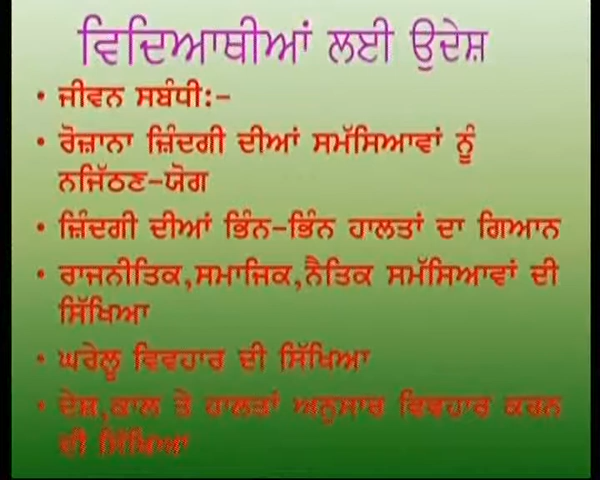 ਵਿਦਿਆਥੀਆਂ ਲਈ ਉਦੇਸ਼
• ਜੀਵਨ ਸਬੰਧੀ:-
• ਰੋਜ਼ਾਨਾ ਜ਼ਿੰਦਗੀ ਦੀਆਂ ਸਮੱਸਿਆਵਾਂ ਨੂੰ
ਨਜਿੱਠਣ-ਯੋਗ
• ਜ਼ਿੰਦਗੀ ਦੀਆਂ ਭਿੰਨ-ਭਿੰਨ ਹਾਲਤਾਂ ਦਾ ਗਿਆਨ
• ਰਾਜਨੀਤਿਕ,ਸਮਾਜਿਕ,ਨੈਤਿਕ ਸਮੱਸਿਆਵਾਂ ਦੀ
ਸਿੱਖਿਆ
• ਘਰੇਲੂ ਵਿਵਹਾਰ ਦੀ ਸਿੱਖਿਆ
• ਦੇਸ਼,ਕਾਲ ਤੇ ਹਾਲਤਾਂ ਅਨੁਸਾਰ ਵਿਵਹਾਰ ਕਰਨ
ਦੀ ਸਿੱਖਿਆ